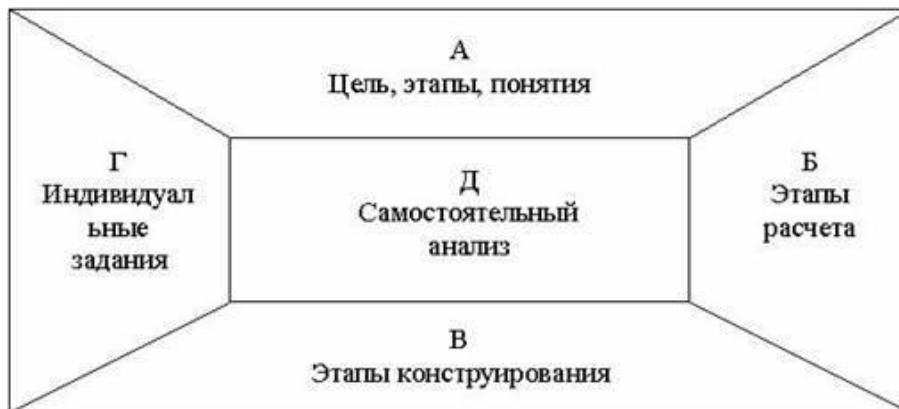 А
Цель, этапы, понятия
Г
Индивидуал
ьные
задания
Д
Самостоятельный
анализ
Б
Этапы
расчета
В
Этапы конструирования